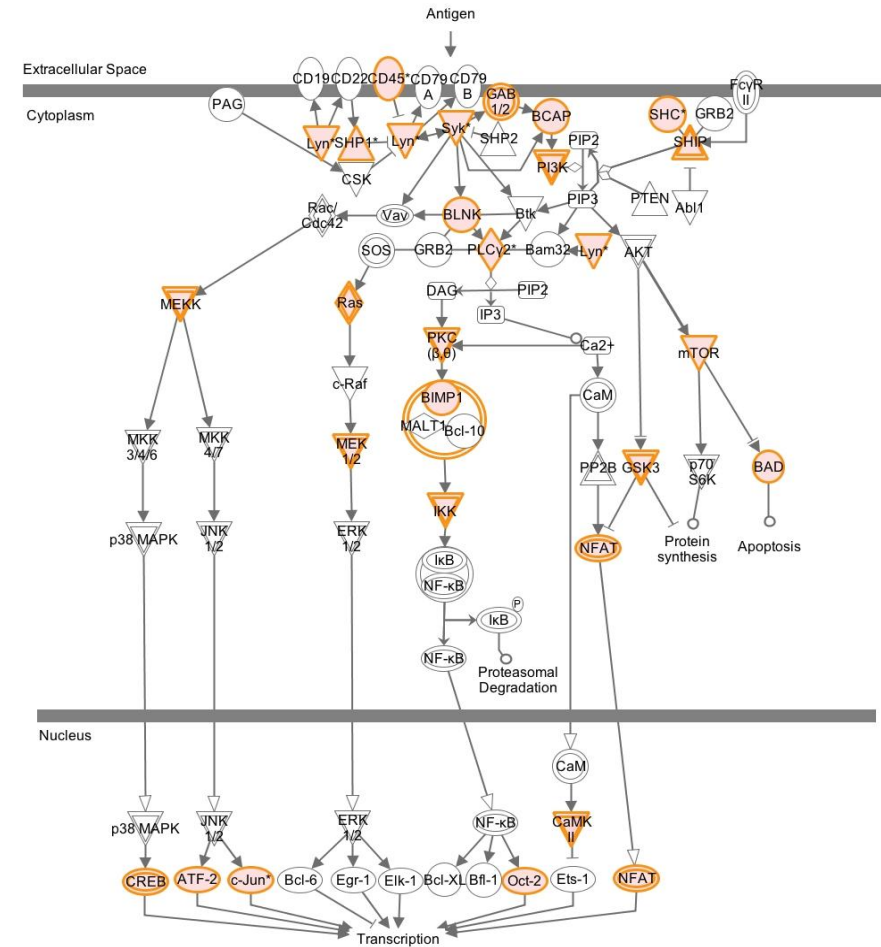 Antigen
Extracellular Space
Cytoplasm
CD19
CD22
CD45*
CD79
A
CD79
B
GAB
1/2
FcγR
II
PAG
BCAP
SHC*
GRB2
Lyn*
SHP1*
Lyn*
Syk*
SHP2
PIP2
SHIP
CSK
PI3K
PTEN
Abl1
PIP3
Rac/
Cdc42
Vav
BLNK
Btk
SOS
GRB2
PLCγ2*
Bam32
Lyn*
AKT
MEKK
Ras
DAG
PIP2
IP3
PKC
(β,θ)
Ca2+
mTOR
c-Raf
BIMP1
CaM
MALT1
Bcl-10
MKK
3/4/6
MKK
4/7
MEK
1/2
PP2B
GSK3
p70
S6K
BAD
IKK
p38 MAPK
JNK
1/2
ERK
1/2
NFAT
Protein
synthesis
Apoptosis
IκB
NF-κB
P
IκB
NF-κB
Proteasomal
Degradation
Nucleus
CaM
p38 MAPK
JNK
1/2
ERK
1/2
NF-κB
CaMK
II
CREB
ATF-2
c-Jun*
Bcl-6
Egr-1
Elk-1
Bcl-XL
Bfl-1
Oct-2
Ets-1
NFAT
Transcription